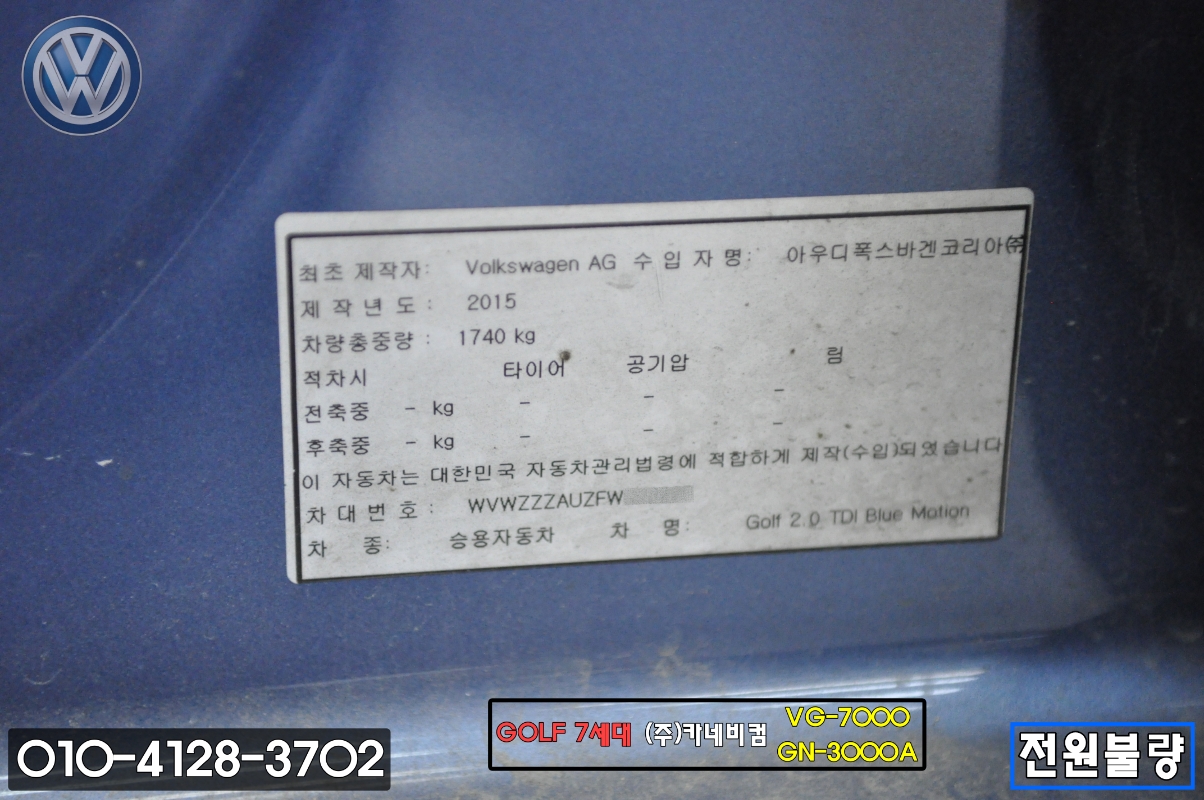 최초 제작자: Volkswagen AG 수 입 자 명: 아우디폭스바겐코리아㈜
제 작 년 도 : 2015
차량총중량 : 1740 kg
적차시 타이어 공기압 림
전축중 - kg - - -
후축중 - kg - - -
이 자동차는 대한민국 자동차관리법령에 적합하게 제작(수입)되였습니다
차 대 번 호 : WVWZZZAUZFW
차 종: 승용자동차 차 명: Golf 2.0 TDI Blue Motion
GOLF 7세대 (주)카네비컴 VG-7000
GN-3000A
010-4128-3702
전원불량